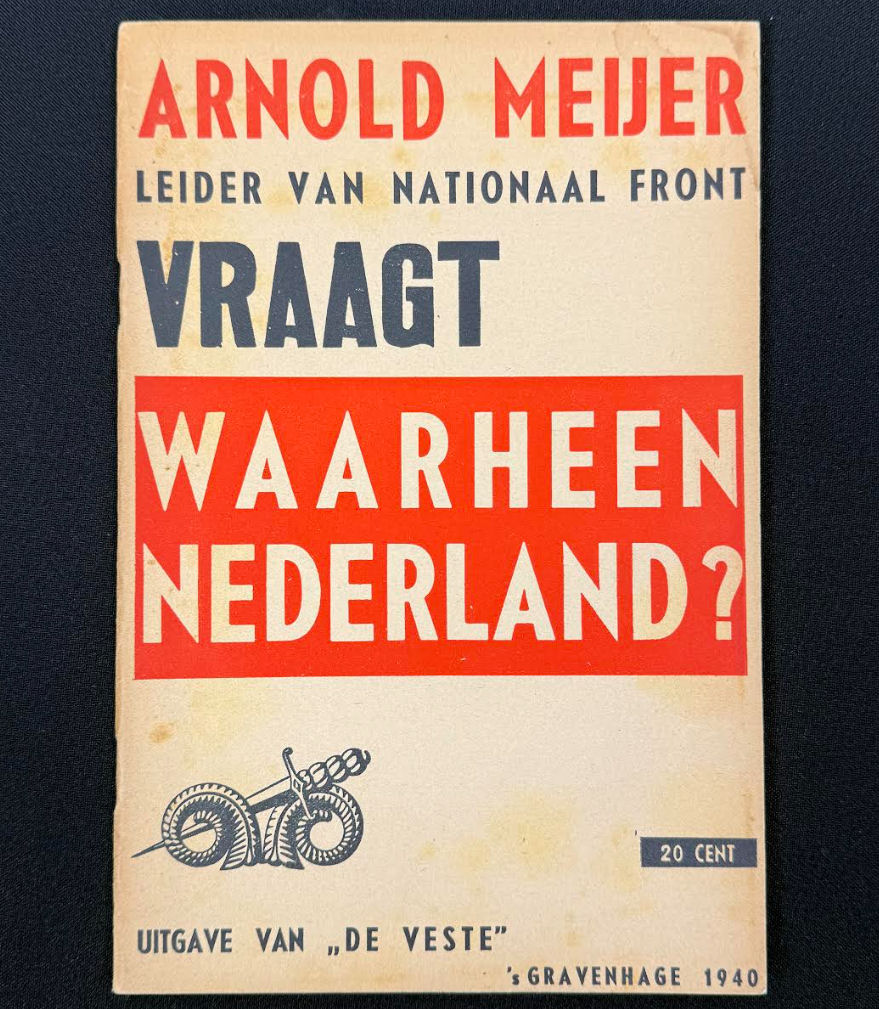 ARNOLD MEIJER
LEIDER VAN NATIONAAL FRONT
VRAAGT
WAARHEEN
NEDERLAND?
20 CENT
UITGAVE VAN „DE VESTE”
's GRAVENHAGE 1940